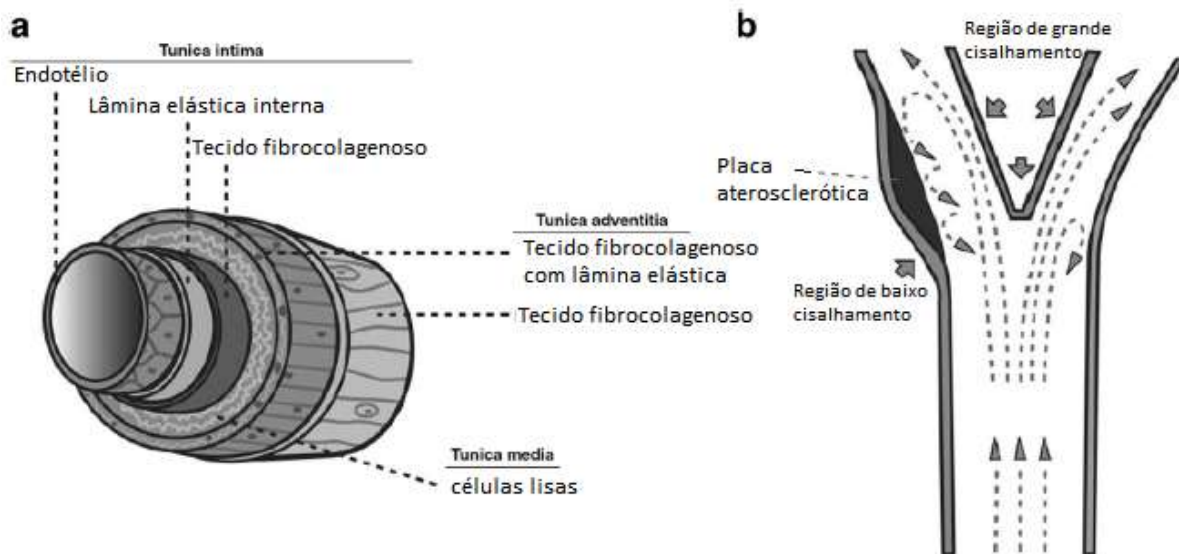 a
Tunica intima
Endotélio
Lâmina elástica interna
Tecido fibrocolagenoso
Tunica adventitia
Tecido fibrocolagenoso
com lâmina elástica
Tecido fibrocolagenoso
Tunica media
células lisas
b
Região de grande
cisalhamento
Placa
aterosclerótica
Região de baixo
cisalhamento